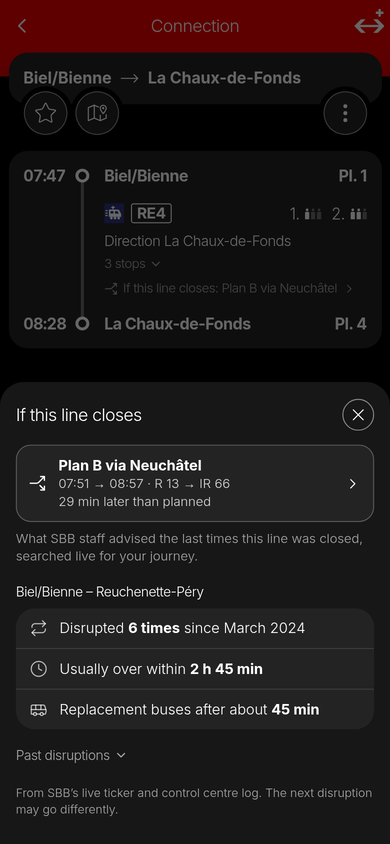 Connection
Biel/Bienne → La Chaux-de-Fonds
07:47 Biel/Bienne Pl. 1
RE4 1. 2.
Direction La Chaux-de-Fonds
3 stops
If this line closes: Plan B via Neuchâtel
08:28 La Chaux-de-Fonds Pl. 4
If this line closes
Plan B via Neuchâtel
07:51 → 08:57 · R 13 → IR 66
29 min later than planned
What SBB staff advised the last times this line was closed,
searched live for your journey.
Biel/Bienne – Reuchenette-Péry
Disrupted 6 times since March 2024
Usually over within 2 h 45 min
Replacement buses after about 45 min
Past disruptions
From SBB’s live ticker and control centre log. The next disruption
may go differently.